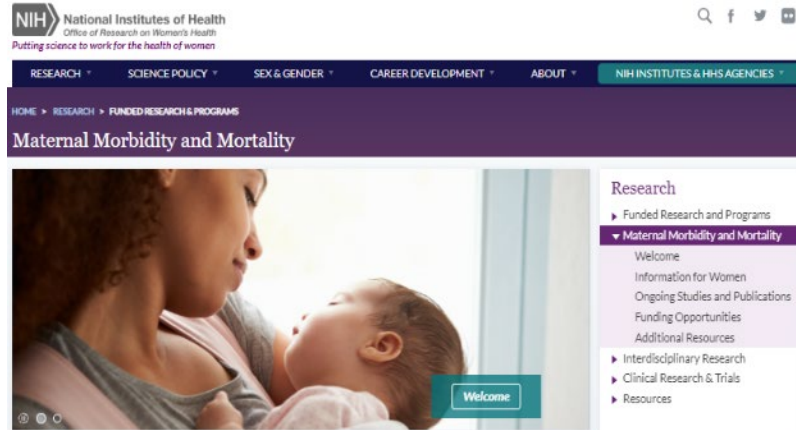 NIH National Institutes of Health
Office of Research on Women's Health
Putting science to work for the health of women
RESEARCH SCIENCE POLICY SEX & GENDER CAREER DEVELOPMENT ABOUT NIH INSTITUTES & HHS AGENCIES
HOME > RESEARCH > FUNDED RESEARCH & PROGRAMS
Maternal Morbidity and Mortality
Welcome
Research
Funded Research and Programs
Maternal Morbidity and Mortality
Welcome
Information for Women
Ongoing Studies and Publications
Funding Opportunities
Additional Resources
Interdisciplinary Research
Clinical Research & Trials
Resources